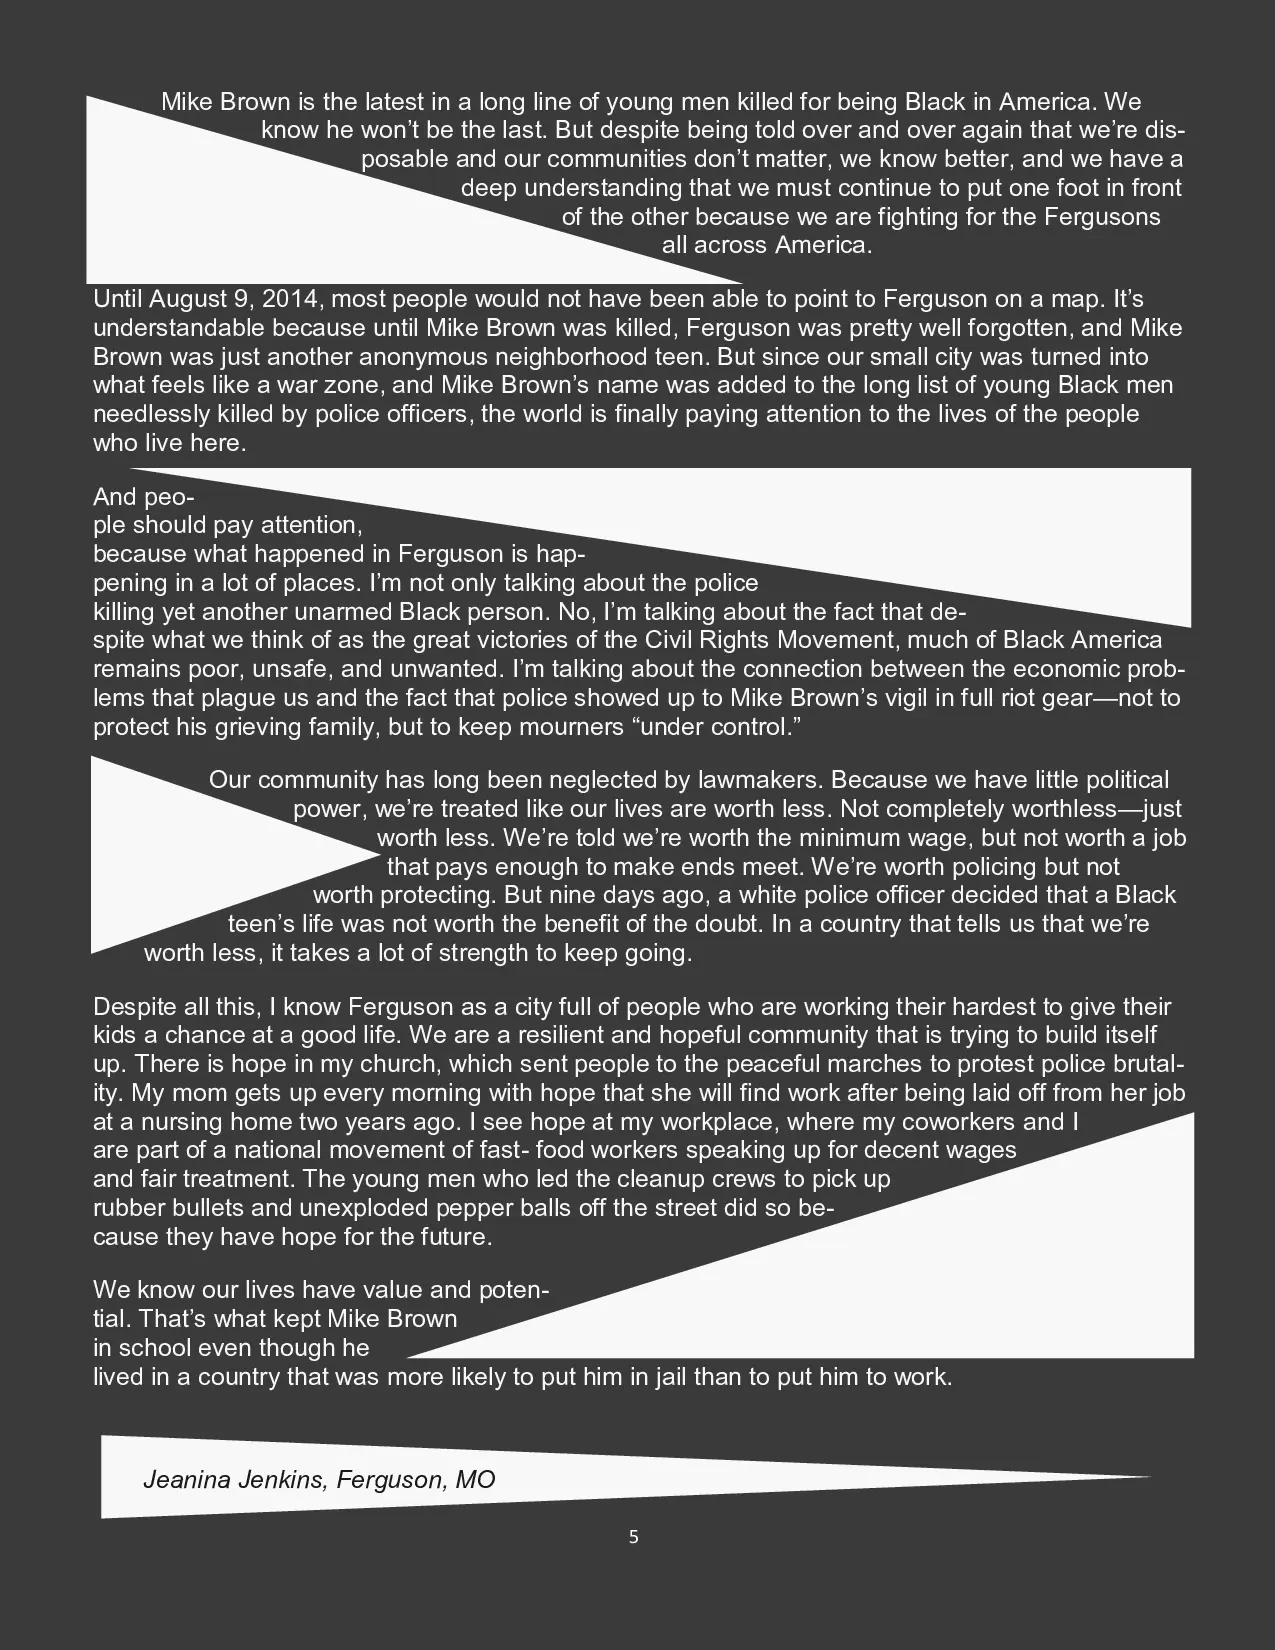 Mike Brown is the latest in a long line of young men killed for being Black in America. We
know he won’t be the last. But despite being told over and over again that we’re dis-
posable and our communities don’t matter, we know better, and we have a
deep understanding that we must continue to put one foot in front
of the other because we are fighting for the Fergusons
all across America.
Until August 9, 2014, most people would not have been able to point to Ferguson on a map. It’s
understandable because until Mike Brown was killed, Ferguson was pretty well forgotten, and Mike
Brown was just another anonymous neighborhood teen. But since our small city was turned into
what feels like a war zone, and Mike Brown’s name was added to the long list of young Black men
needlessly killed by police officers, the world is finally paying attention to the lives of the people
who live here.
And peo-
ple should pay attention,
because what happened in Ferguson is hap-
pening in a lot of places. I’m not only talking about the police
killing yet another unarmed Black person. No, I’m talking about the fact that de-
spite what we think of as the great victories of the Civil Rights Movement, much of Black America
remains poor, unsafe, and unwanted. I’m talking about the connection between the economic prob-
lems that plague us and the fact that police showed up to Mike Brown’s vigil in full riot gear—not to
protect his grieving family, but to keep mourners “under control.”
Our community has long been neglected by lawmakers. Because we have little political
power, we’re treated like our lives are worth less. Not completely worthless—just
worth less. We’re told we’re worth the minimum wage, but not worth a job
that pays enough to make ends meet. We’re worth policing but not
worth protecting. But nine days ago, a white police officer decided that a Black
teen’s life was not worth the benefit of the doubt. In a country that tells us that we’re
worth less, it takes a lot of strength to keep going.
Despite all this, I know Ferguson as a city full of people who are working their hardest to give their
kids a chance at a good life. We are a resilient and hopeful community that is trying to build itself
up. There is hope in my church, which sent people to the peaceful marches to protest police brutal-
ity. My mom gets up every morning with hope that she will find work after being laid off from her job
at a nursing home two years ago. I see hope at my workplace, where my coworkers and I
are part of a national movement of fast- food workers speaking up for decent wages
and fair treatment. The young men who led the cleanup crews to pick up
rubber bullets and unexploded pepper balls off the street did so be-
cause they have hope for the future.
We know our lives have value and poten-
tial. That’s what kept Mike Brown
in school even though he
lived in a country that was more likely to put him in jail than to put him to work.
Jeanina Jenkins, Ferguson, MO
5